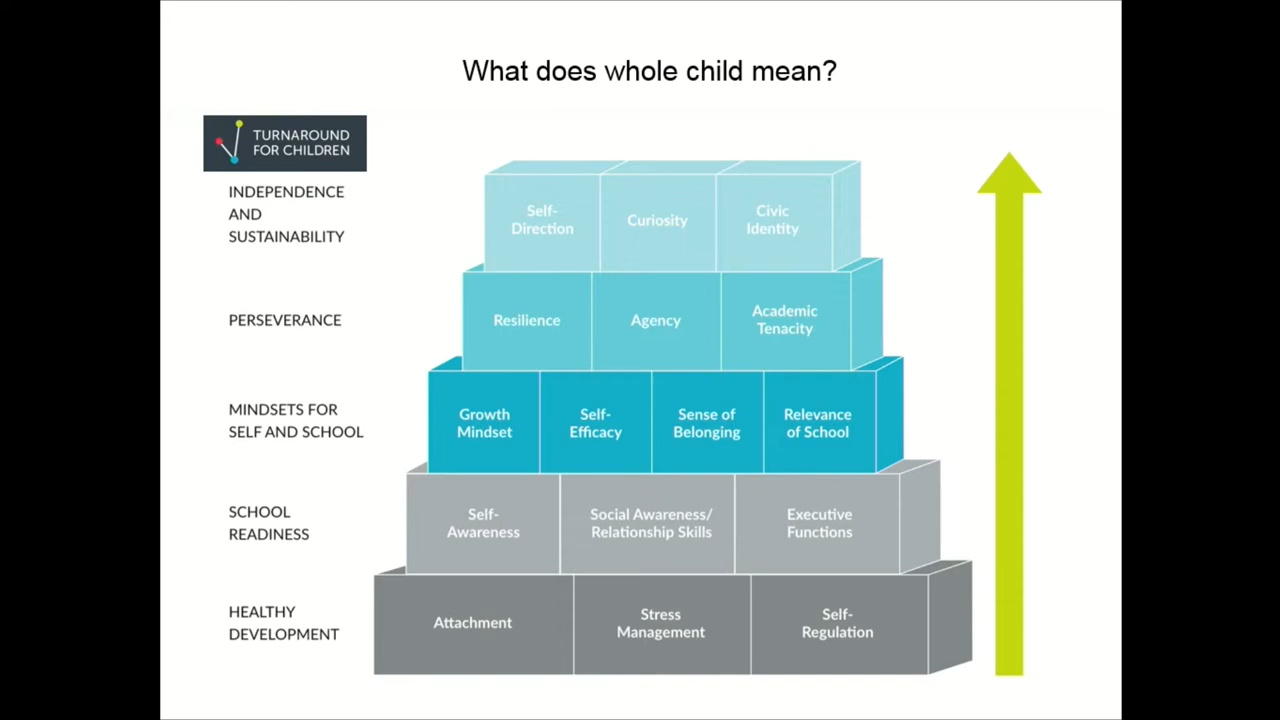 What does whole child mean?
TURNAROUND
FOR CHILDREN
INDEPENDENCE
AND
SUSTAINABILITY
Self-
Direction
Curiosity
Civic
Identity
PERSEVERANCE
Resilience
Agency
Academic
Tenacity
MINDSETS FOR
SELF AND SCHOOL
Growth
Mindset
Self-
Efficacy
Sense of
Belonging
Relevance
of School
SCHOOL
READINESS
Self-
Awareness
Social Awareness/
Relationship Skills
Executive
Functions
HEALTHY
DEVELOPMENT
Attachment
Stress
Management
Self-
Regulation